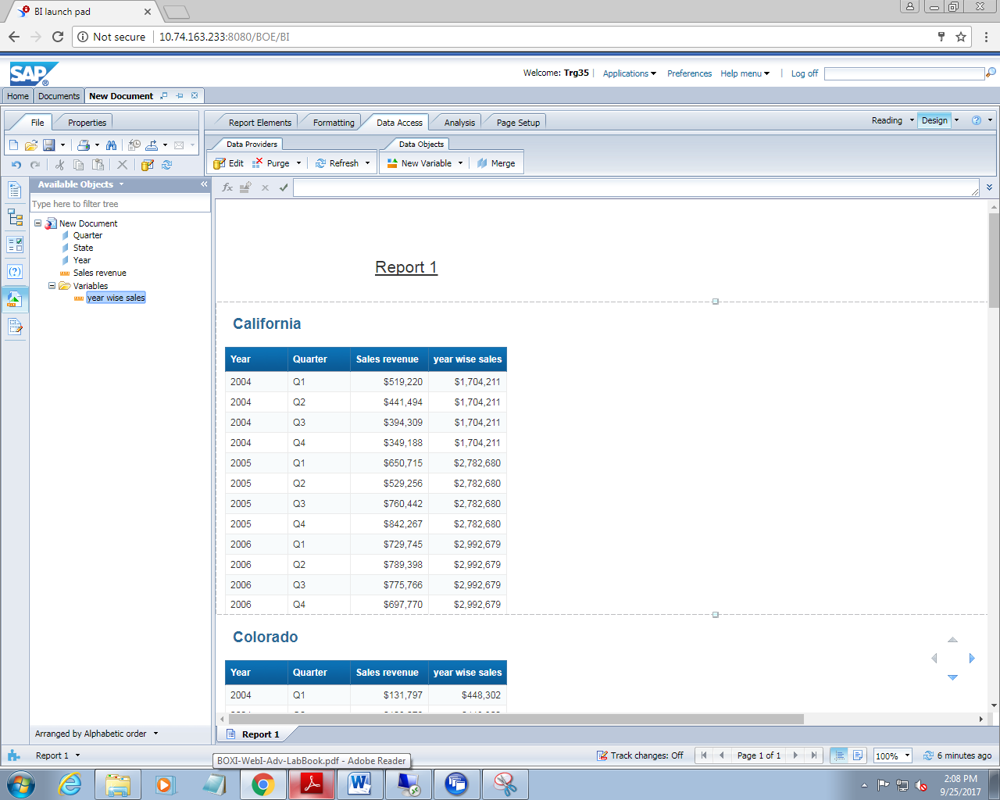 BI launch pad
Not secure 10.74.163.233:8080/BOE/BI
SAP
Welcome: Trg35 Applications Preferences Help menu Log off
Home Documents New Document
File Properties Report Elements Formatting Data Access Analysis Page Setup Reading Design
Data Providers Data Objects
Edit Purge Refresh New Variable Merge
Available Objects
Type here to filter tree
New Document
Quarter
State
Year
Sales revenue
Variables
year wise sales
Report 1
California
Year Quarter Sales revenue year wise sales
2004 Q1 $519,220 $1,704,211
2004 Q2 $441,494 $1,704,211
2004 Q3 $394,309 $1,704,211
2004 Q4 $349,188 $1,704,211
2005 Q1 $650,715 $2,782,680
2005 Q2 $529,256 $2,782,680
2005 Q3 $760,442 $2,782,680
2005 Q4 $842,267 $2,782,680
2006 Q1 $729,745 $2,992,679
2006 Q2 $789,398 $2,992,679
2006 Q3 $775,766 $2,992,679
2006 Q4 $697,770 $2,992,679
Colorado
Year Quarter Sales revenue year wise sales
2004 Q1 $131,797 $448,302
Arranged by Alphabetic order
Report 1
Report 1
Track changes: Off Page 1 of 1 100% 6 minutes ago
BOXI-WebI-Adv-LabBook.pdf - Adobe Reader
2:08 PM
9/25/2017